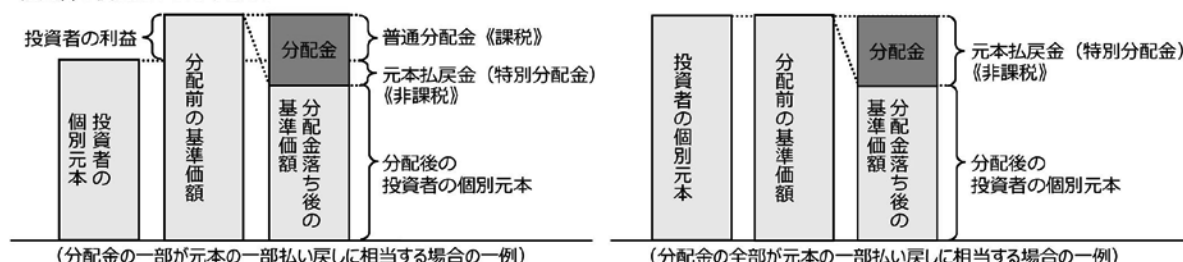 投資者の利益
投資者の
個別元本
分配前の基準価額
分配金
分配金落ち後の
基準価額
普通分配金《課税》
元本払戻金（特別分配金）
《非課税》
分配後の
投資者の個別元本
（分配金の一部が元本の一部払い戻しに相当する場合の一例）
投資者の個別元本
分配前の基準価額
分配金
分配金落ち後の
基準価額
元本払戻金（特別分配金）
《非課税》
分配後の
投資者の個別元本
（分配金の全部が元本の一部払い戻しに相当する場合の一例）